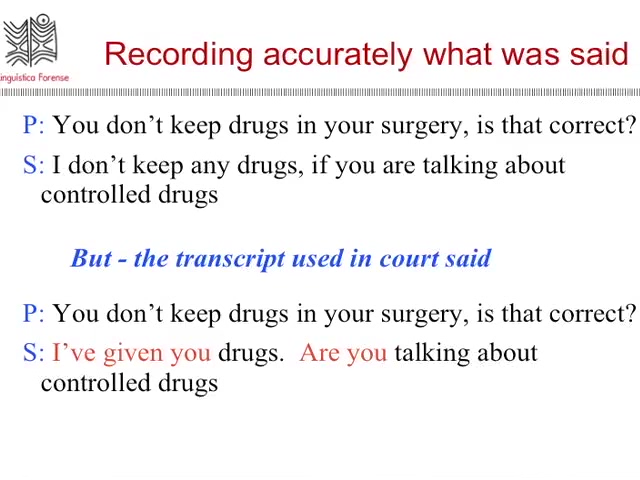 Recording accurately what was said
Linguistica Forense
P: You don't keep drugs in your surgery, is that correct?
S: I don't keep any drugs, if you are talking about
controlled drugs
But - the transcript used in court said
P: You don't keep drugs in your surgery, is that correct?
S: I've given you drugs. Are you talking about
controlled drugs